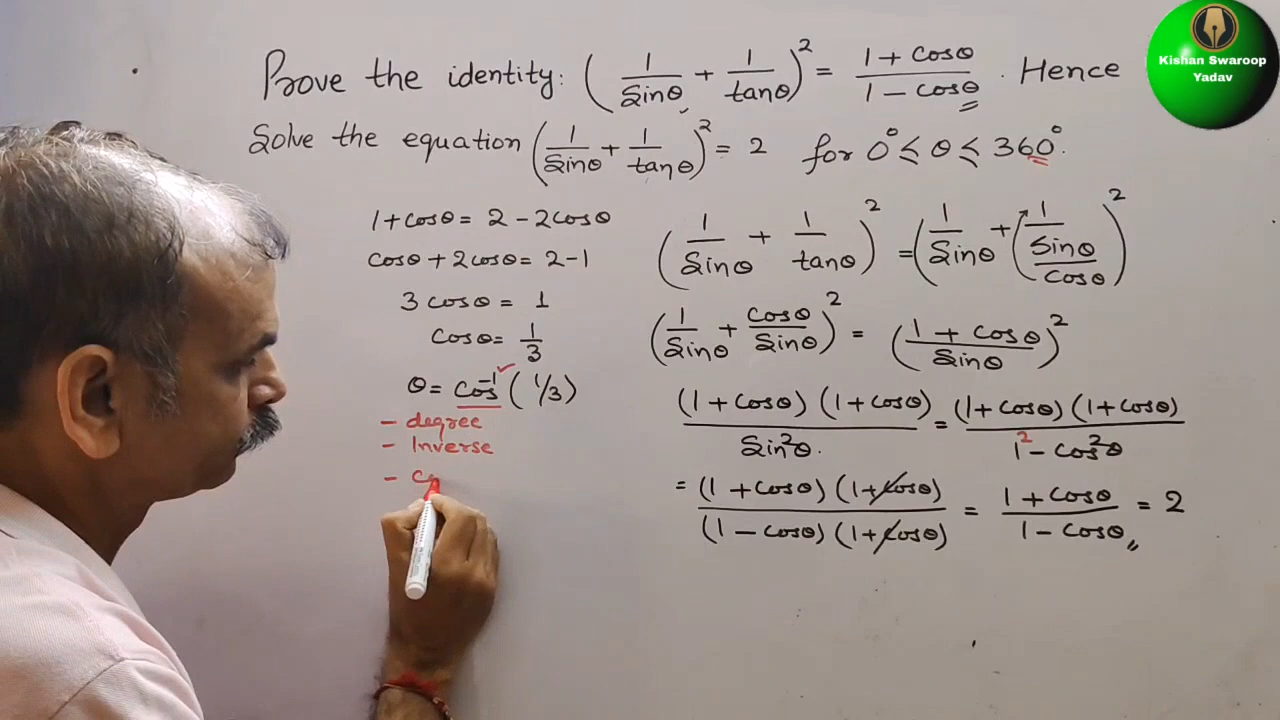 Prove the identity: (1/Sinθ + 1/tanθ)² = (1 + Cosθ)/(1 - cosθ). Hence
Solve the equation (1/Sinθ + 1/tanθ)² = 2 for 0° ≤ θ ≤ 360°.
1 + cosθ = 2 - 2cosθ
cosθ + 2cosθ = 2 - 1
3 cosθ = 1
Cosθ = 1/3
θ = cos⁻¹ (1/3)
- degree
- Inverse
- Co
(1/Sinθ + 1/tanθ)² = (1/Sinθ + 1/(Sinθ/Cosθ))²
(1/Sinθ + Cosθ/Sinθ)² = ((1 + cosθ)/Sinθ)²
(1 + Cosθ) (1 + Cosθ)/Sin²θ. = (1 + Cosθ) (1 + Cosθ)/(1² - cos²θ)
= (1 + cosθ) (1 + cosθ)/(1 - cosθ) (1 + cosθ) = (1 + cosθ)/(1 - cosθ) = 2
Kishan Swaroop
Yadav